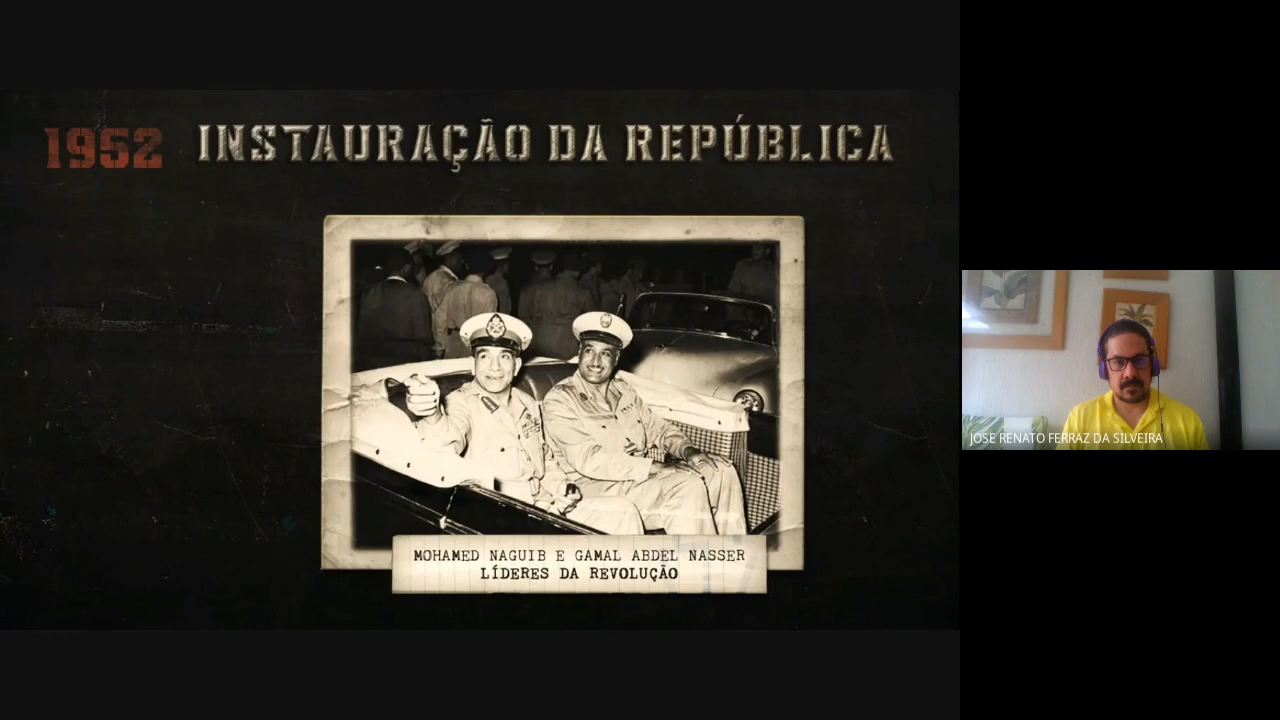 1952 INSTAURAÇÃO DA REPÚBLICA
MOHAMED NAGUIB E GAMAL ABDEL NASSER
LÍDERES DA REVOLUÇÃO
JOSE RENATO FERRAZ DA SILVEIRA